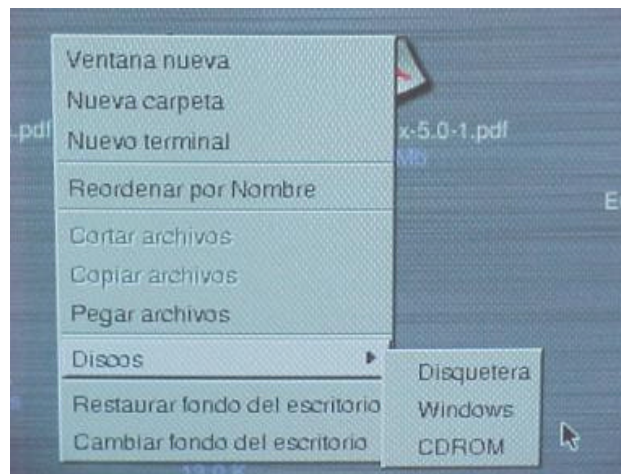 Ventana nueva
Nueva carpeta
Nuevo terminal
.pdf
x-5.0-1.pdf
Reordenar por Nombre
Cortar archivos
Copiar archivos
Pegar archivos
Discos
Disquetera
Windows
CDROM
Restaurar fondo del escritorio
Cambiar fondo del escritorio